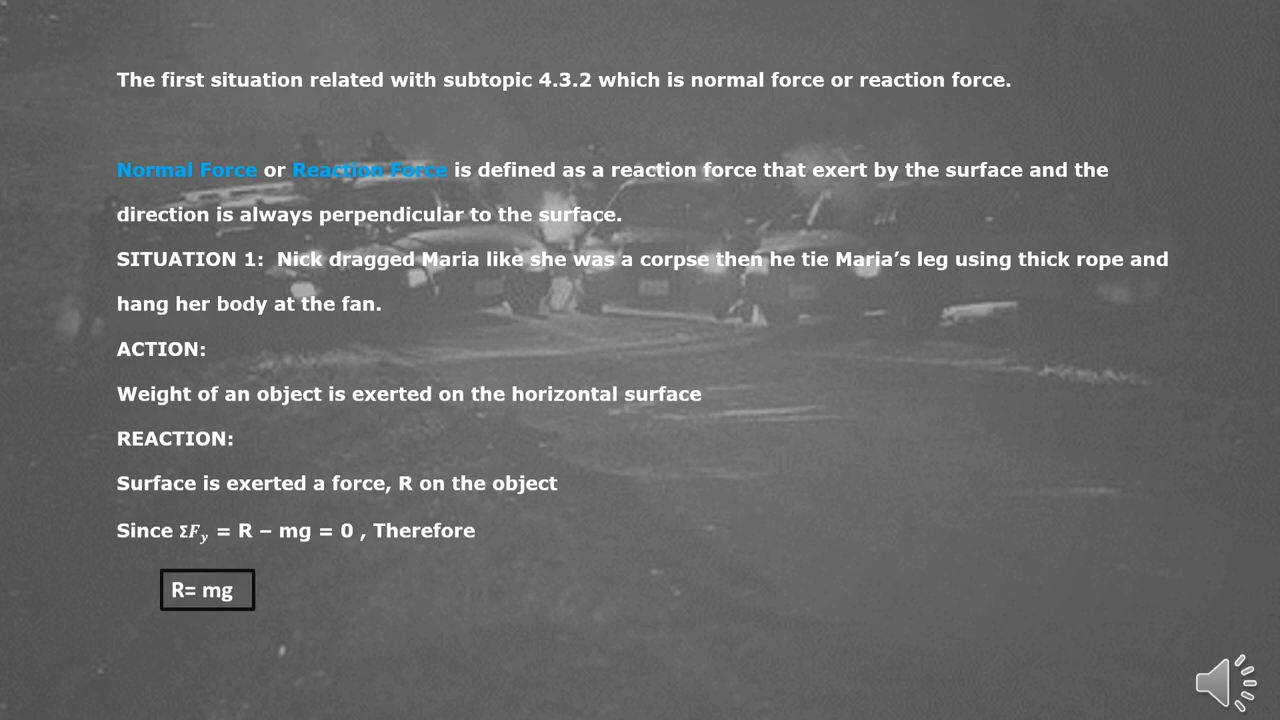 The first situation related with subtopic 4.3.2 which is normal force or reaction force.
Normal Force or Reaction Force is defined as a reaction force that exert by the surface and the
direction is always perpendicular to the surface.
SITUATION 1: Nick dragged Maria like she was a corpse then he tie Maria’s leg using thick rope and
hang her body at the fan.
ACTION:
Weight of an object is exerted on the horizontal surface
REACTION:
Surface is exerted a force, R on the object
Since Σ𝑭𝒚 = R – mg = 0 , Therefore
R= mg